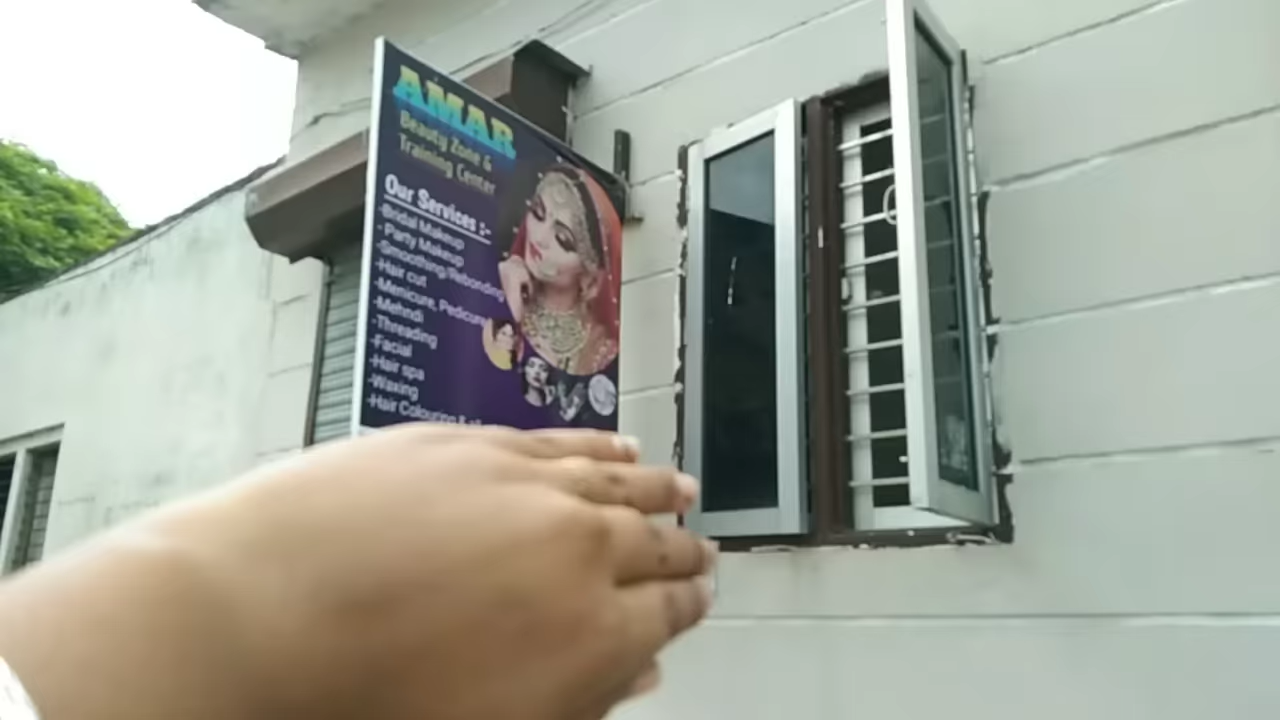 AMAR
Beauty Zone &
Training Center
Our Services :-
-Bridal Makeup
- Party Makeup
-Smoothing/Rebonding
-Hair cut
-Menicure, Pedicure
-Mehndi
-Threading
-Facial
-Hair spa
-Waxing
-Hair Colouring &